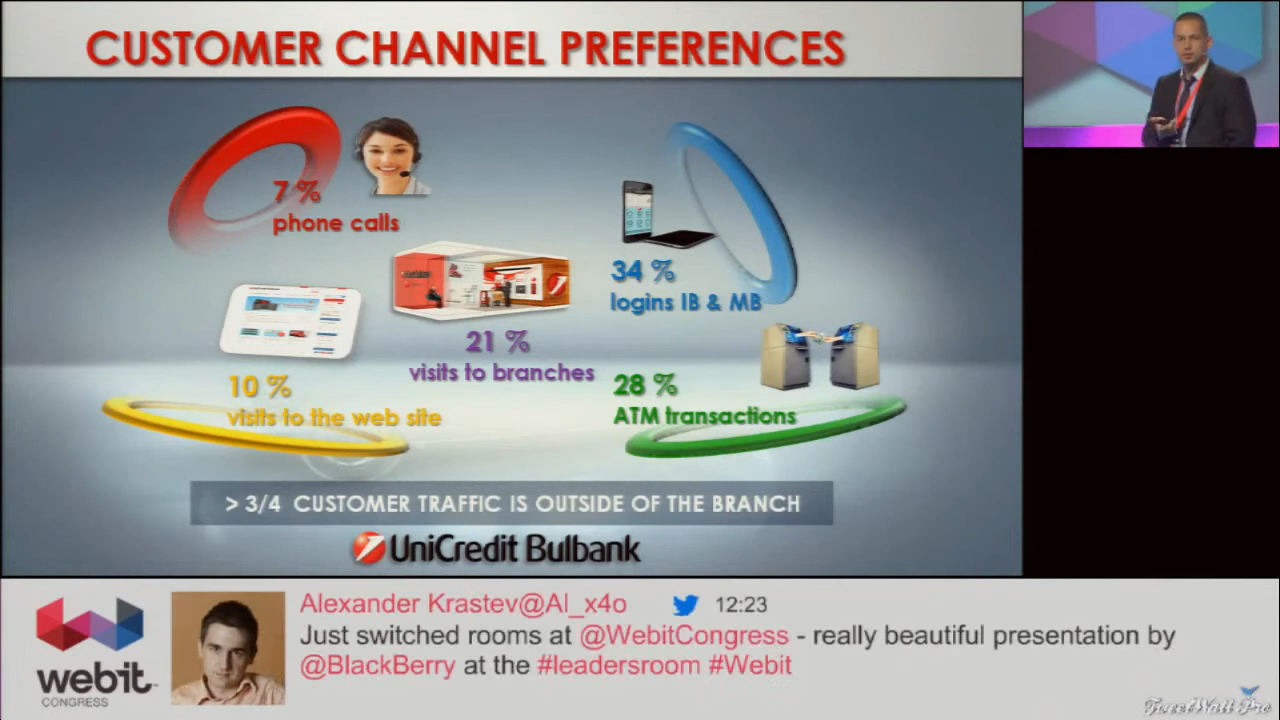 CUSTOMER CHANNEL PREFERENCES
7 %
phone calls
34 %
logins IB & MB
21 %
visits to branches
10 %
visits to the web site
28 %
ATM transactions
> 3/4 CUSTOMER TRAFFIC IS OUTSIDE OF THE BRANCH
UniCredit Bulbank
webit
CONGRESS
Alexander Krastev@Al_x4o 12:23
Just switched rooms at @WebitCongress - really beautiful presentation by
@BlackBerry at the #leadersroom #Webit
TweetWall Pro